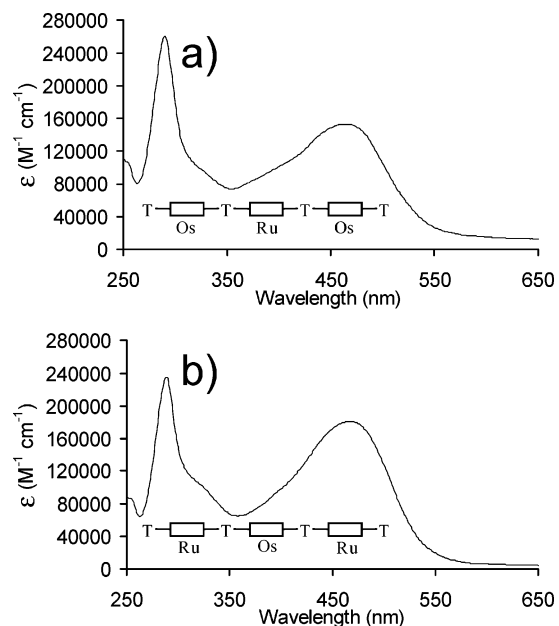 a)
280000
240000
200000
160000
120000
80000
40000
0
ε (M⁻¹ cm⁻¹)
T T T T
Os Ru Os
250 350 450 550 650
Wavelength (nm)
b)
280000
240000
200000
160000
120000
80000
40000
0
ε (M⁻¹ cm⁻¹)
T T T T
Ru Os Ru
250 350 450 550 650
Wavelength (nm)